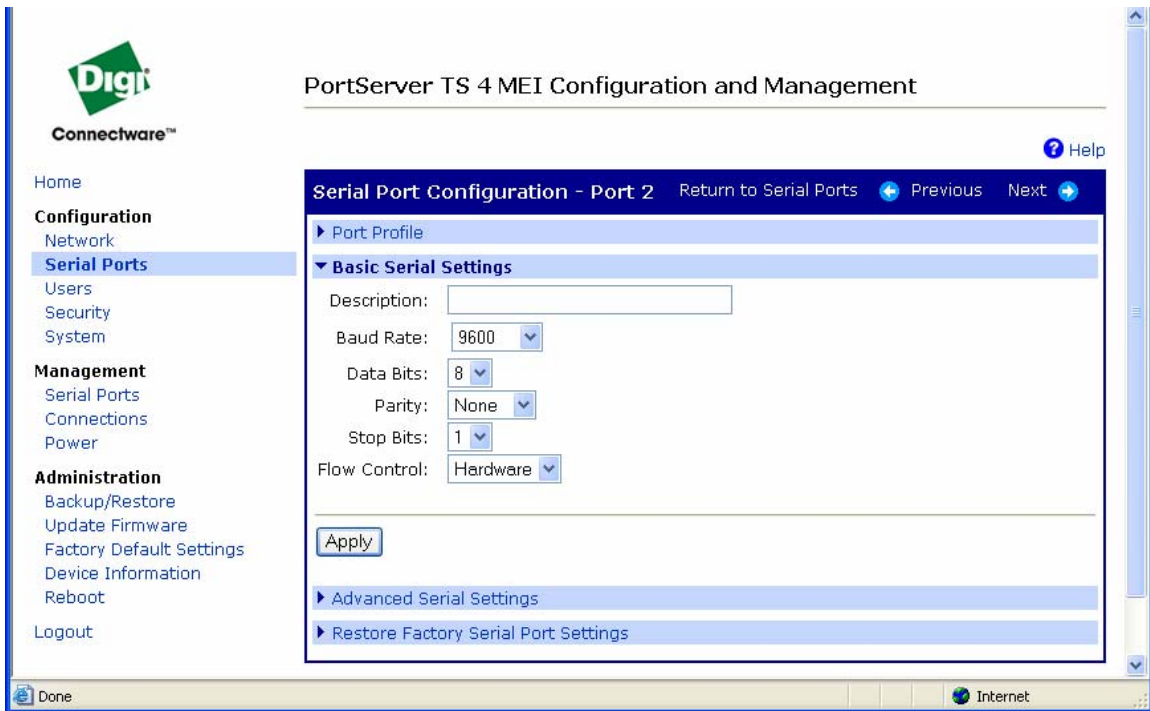 Digi
Connectware™
PortServer TS 4 MEI Configuration and Management
Help
Home
Configuration
Network
Serial Ports
Users
Security
System
Management
Serial Ports
Connections
Power
Administration
Backup/Restore
Update Firmware
Factory Default Settings
Device Information
Reboot
Logout
Serial Port Configuration - Port 2 Return to Serial Ports Previous Next
Port Profile
Basic Serial Settings
Description:
Baud Rate: 9600
Data Bits: 8
Parity: None
Stop Bits: 1
Flow Control: Hardware
Apply
Advanced Serial Settings
Restore Factory Serial Port Settings
Done Internet